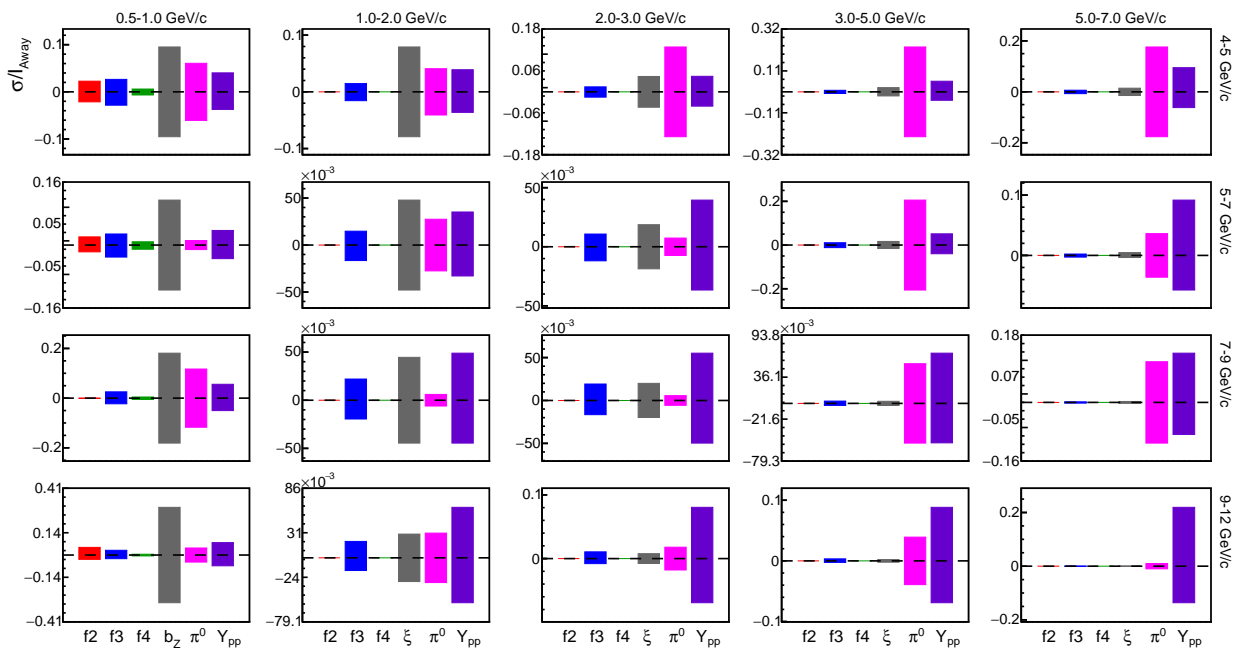 0.5-1.0 GeV/c 1.0-2.0 GeV/c 2.0-3.0 GeV/c 3.0-5.0 GeV/c 5.0-7.0 GeV/c
σ/I_Away
0.1 0 −0.1
0.1 0 −0.1
0.18 0.06 −0.06 −0.18
0.32 0.11 −0.11 −0.32
0.2 0 −0.2
4-5 GeV/c
0.16 0.05 −0.05 −0.16
×10⁻³ 50 0 −50
×10⁻³ 50 0 −50
0.2 0 −0.2
0.1 0
5-7 GeV/c
0.2 0 −0.2
×10⁻³ 50 0 −50
×10⁻³ 50 0 −50
×10⁻³ 93.8 36.1 −21.6 −79.3
0.18 0.07 −0.05 −0.16
7-9 GeV/c
0.41 0.14 −0.14 −0.41
×10⁻³ 86 31 −24 −79.1
0.1 0
0.1 0 −0.1
0.2 0 −0.2
9-12 GeV/c
f2 f3 f4 b_Z π⁰ Y_pp
f2 f3 f4 ξ π⁰ Y_pp
f2 f3 f4 ξ π⁰ Y_pp
f2 f3 f4 ξ π⁰ Y_pp
f2 f3 f4 ξ π⁰ Y_pp